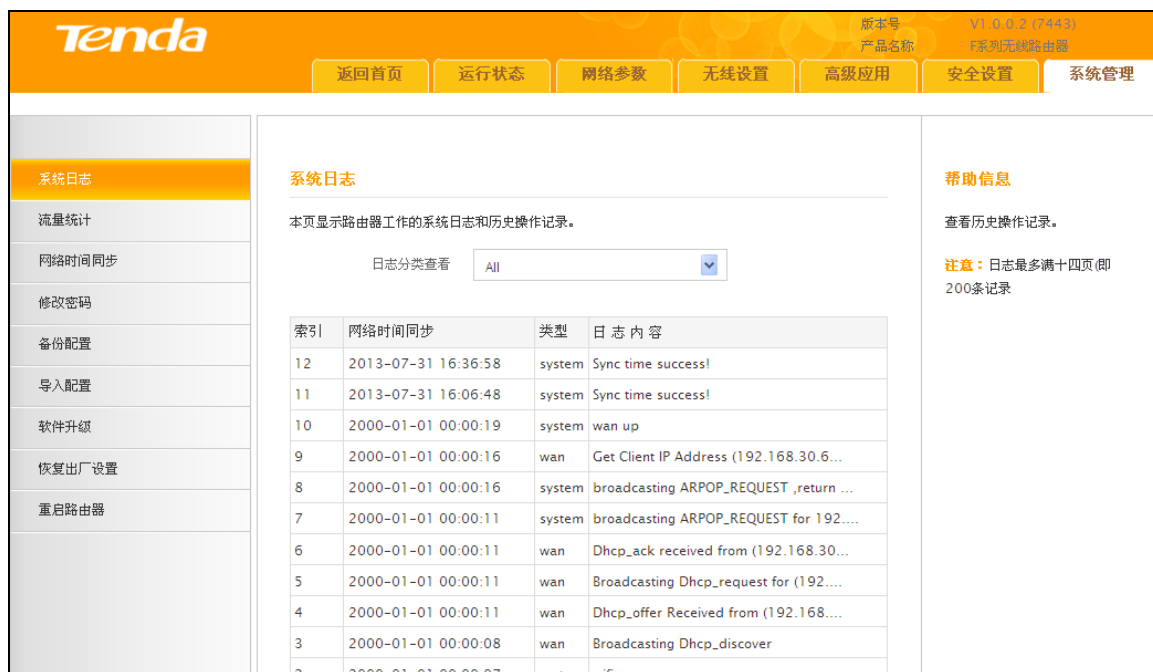 Tenda
版本号 V1.0.0.2 (7443)
产品名称 F系列无线路由器
返回首页 运行状态 网络参数 无线设置 高级应用 安全设置 系统管理
系统日志
流量统计
网络时间同步
修改密码
备份配置
导入配置
软件升级
恢复出厂设置
重启路由器
系统日志
本页显示路由器工作的系统日志和历史操作记录。
日志分类查看 All
索引 网络时间同步 类型 日 志 内 容
12 2013-07-31 16:36:58 system Sync time success!
11 2013-07-31 16:06:48 system Sync time success!
10 2000-01-01 00:00:19 system wan up
9 2000-01-01 00:00:16 wan Get Client IP Address (192.168.30.6...
8 2000-01-01 00:00:16 system broadcasting ARPOP_REQUEST ,return ...
7 2000-01-01 00:00:11 system broadcasting ARPOP_REQUEST for 192....
6 2000-01-01 00:00:11 wan Dhcp_ack received from (192.168.30...
5 2000-01-01 00:00:11 wan Broadcasting Dhcp_request for (192....
4 2000-01-01 00:00:11 wan Dhcp_offer Received from (192.168....
3 2000-01-01 00:00:08 wan Broadcasting Dhcp_discover
帮助信息
查看历史操作记录。
注意：日志最多满十四页(即
200条记录